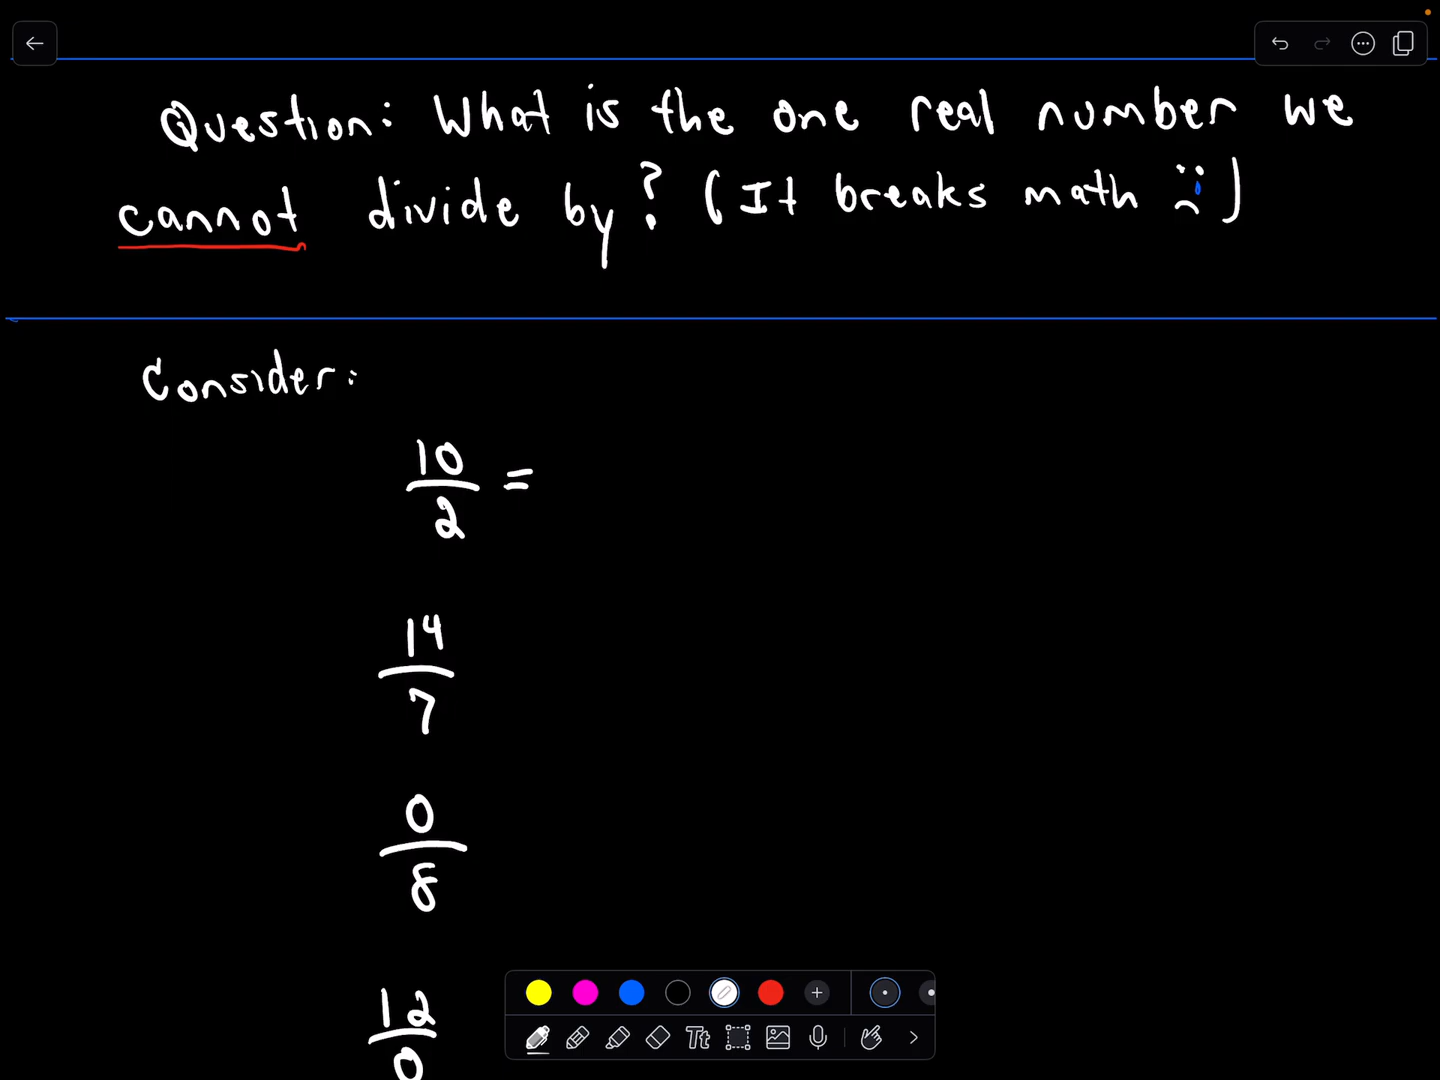 Question: What is the one real number we
cannot divide by? (It breaks math :()
Consider:
10
2
=
14
7
0
8
12
0
Tt